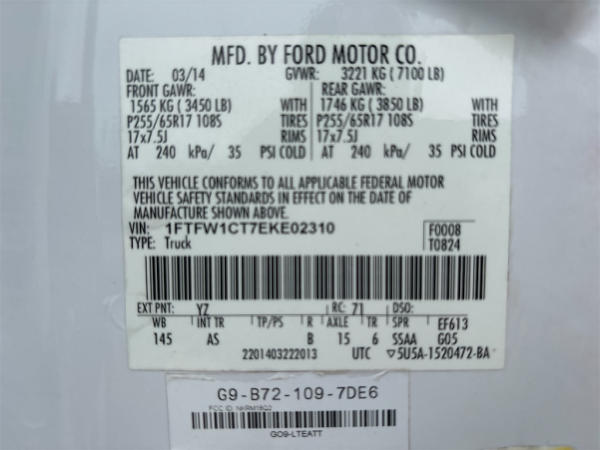 MFD. BY FORD MOTOR CO.
DATE: 03/14 GVWR: 3221 KG ( 7100 LB)
FRONT GAWR: REAR GAWR:
1565 KG ( 3450 LB) WITH 1746 KG ( 3850 LB) WITH
P255/65R17 108S TIRES P255/65R17 108S TIRES
17x7.5J RIMS 17x7.5J RIMS
AT 240 kPa/ 35 PSI COLD AT 240 kPa/ 35 PSI COLD
THIS VEHICLE CONFORMS TO ALL APPLICABLE FEDERAL MOTOR
VEHICLE SAFETY STANDARDS IN EFFECT ON THE DATE OF
MANUFACTURE SHOWN ABOVE.
VIN: 1FTFW1CT7EKE02310 F0008
TYPE: Truck T0824
EXT PNT: YZ RC: 71 DSO:
WB INT TR TP/PS R AXLE TR SPR EF613
145 AS B 15 6 SSAA G05
2201403222013 UTC ▽5U5A-1520472-BA
G9-B72-109-7DE6
FCC ID: NKRM18Q2
GO9-LTEATT